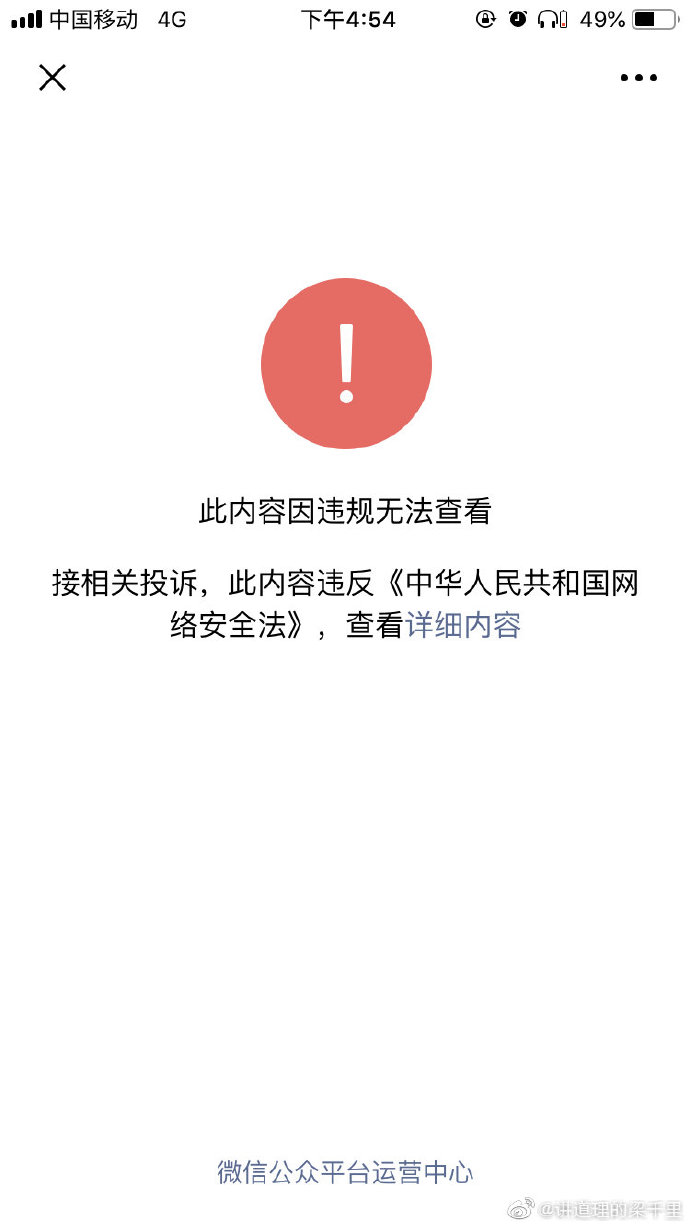 中国移动 4G 下午4:54 49%
此内容因违规无法查看
接相关投诉，此内容违反《中华人民共和国网
络安全法》，查看详细内容
微信公众平台运营中心
@讲道理的梁千里